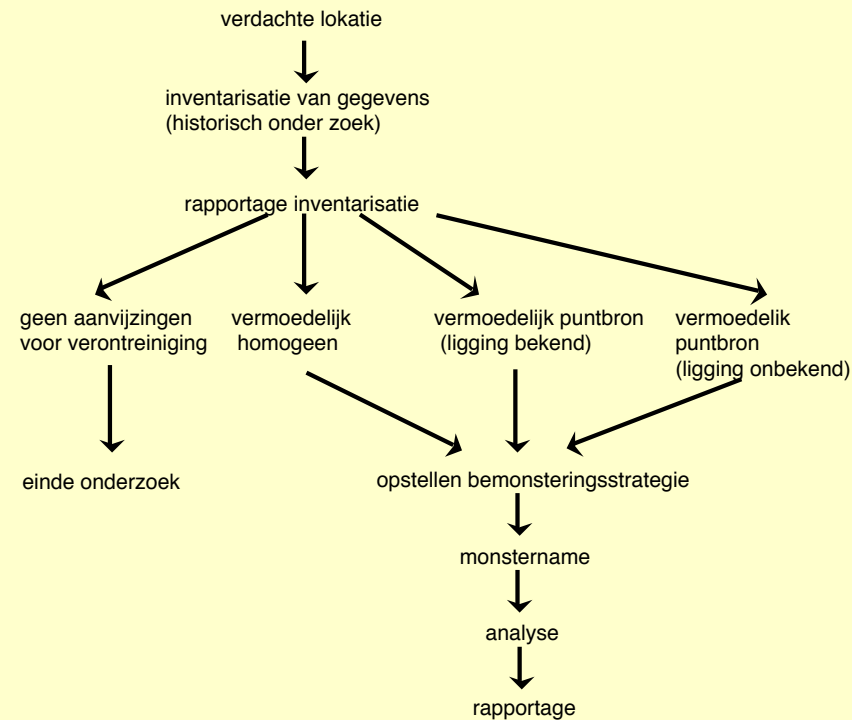 verdachte lokatie
inventarisatie van gegevens
(historisch onder zoek)
rapportage inventarisatie
geen aanvijzingen
voor verontreiniging
vermoedelijk
homogeen
vermoedelijk puntbron
(ligging bekend)
vermoedelik
puntbron
(ligging onbekend)
einde onderzoek
opstellen bemonsteringsstrategie
monstername
analyse
rapportage